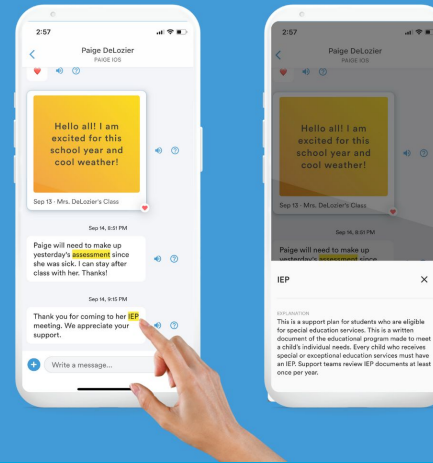 2:57
Paige DeLozier
PAIGE IOS
Hello all! I am
excited for this
school year and
cool weather!
Sep 13 · Mrs. DeLozier's Class
Sep 14, 8:51 PM
Paige will need to make up
yesterday's assessment since
she was sick. I can stay after
class with her. Thanks!
Sep 14, 9:15 PM
Thank you for coming to her IEP
meeting. We appreciate your
support.
Write a message...
2:57
Paige DeLozier
PAIGE IOS
Hello all! I am
excited for this
school year and
cool weather!
Sep 13 · Mrs. DeLozier's Class
Sep 14, 8:51 PM
Paige will need to make up
yesterday's assessment since
IEP
EXPLANATION
This is a support plan for students who are eligible
for special education services. This is a written
document of the educational program made to meet
a child's individual needs. Every child who receives
special or exceptional education services must have
an IEP. Support teams review IEP documents at least
once per year.